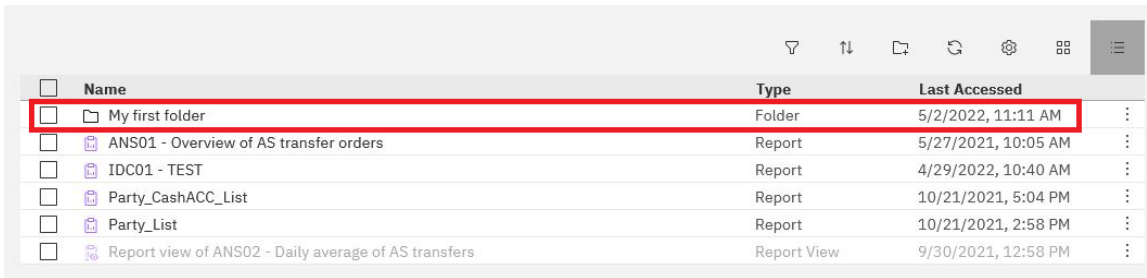 Name Type Last Accessed
My first folder Folder 5/2/2022, 11:11 AM
ANS01 - Overview of AS transfer orders Report 5/27/2021, 10:05 AM
IDC01 - TEST Report 4/29/2022, 10:40 AM
Party_CashACC_List Report 10/21/2021, 5:04 PM
Party_List Report 10/21/2021, 2:58 PM
Report view of ANS02 - Daily average of AS transfers Report View 9/30/2021, 12:58 PM